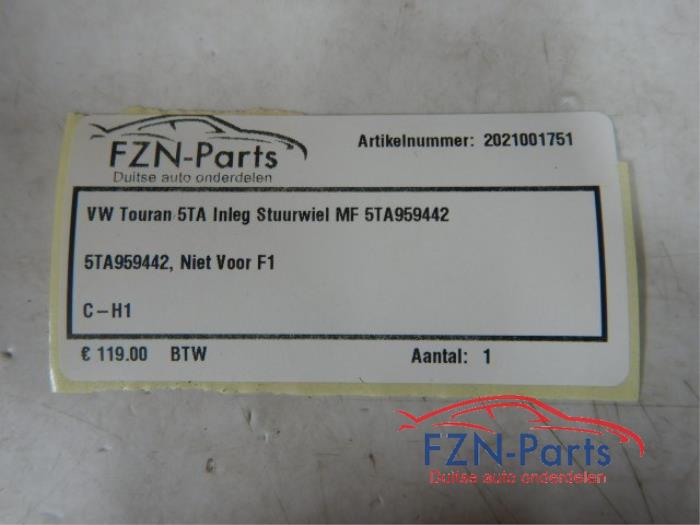 FZN-Parts
Duitse auto onderdelen
Artikelnummer: 2021001751
VW Touran 5TA Inleg Stuurwiel MF 5TA959442
5TA959442, Niet Voor F1
C-H1
€ 119.00 BTW Aantal: 1
FZN-Parts
Duitse auto onderdelen